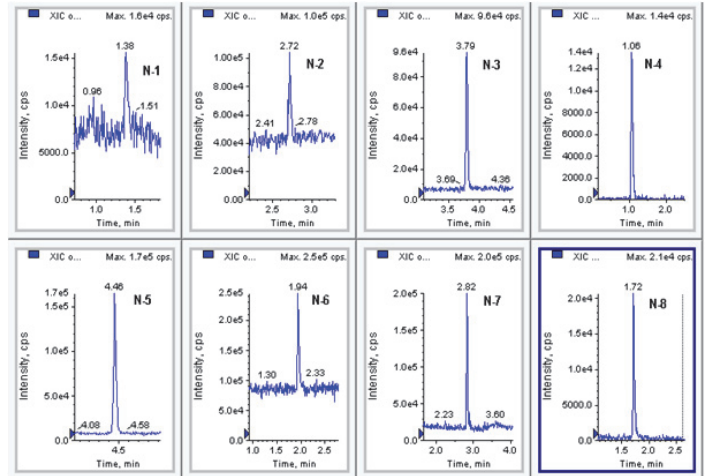 XIC o... Max. 1.6e4 cps.
1.38
N-1
1.5e4
0.96
1.51
1.0e4
5000.0
0.0
1.0 1.5
Time, min
Intensity, cps
XIC o... Max. 1.0e5 cps.
2.72
N-2
1.00e5
8.00e4
6.00e4
2.41 2.78
4.00e4
2.00e4
0.00
2.5 3.0
Time, min
Intensity, cps
XIC ... Max. 9.6e4 cps.
3.79
9.6e4
N-3
8.0e4
6.0e4
4.0e4
2.0e4
3.69 4.36
0.0
3.5 4.0 4.5
Time, min
Intensity, cps
XIC ... Max. 1.4e4 cps.
1.06
1.4e4
N-4
1.2e4
1.0e4
8000.0
6000.0
4000.0
2000.0
0.0
1.0 2.0
Time, min
Intensity, cps
XIC o... Max. 1.7e5 cps.
4.46
1.7e5
N-5
1.5e5
1.0e5
5.0e4
4.08 4.58
0.0
4.5
Time, min
Intensity, cps
XIC ... Max. 2.5e5 cps.
1.94
2.5e5
N-6
2.0e5
1.5e5
1.30 2.33
1.0e5
5.0e4
0.0
1.0 1.5 2.0 2.5
Time, min
Intensity, cps
XIC o... Max. 2.0e5 cps.
2.82
2.0e5
N-7
1.5e5
1.0e5
5.0e4
2.23 3.60
0.0
2.0 3.0 4.0
Time, min
Intensity, cps
XIC ... Max. 2.1e4 cps.
1.72
2.0e4
N-8
1.5e4
1.0e4
5000.0
0.0
1.5 2.0 2.5
Time, min
Intensity, cps